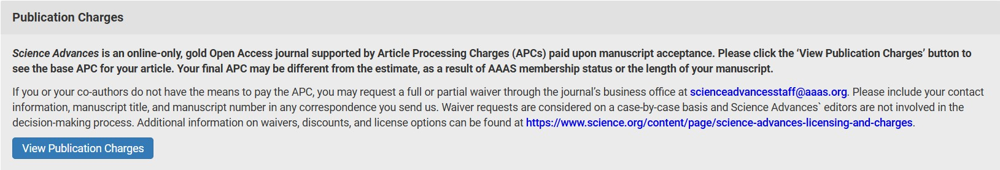 Publication Charges
Science Advances is an online-only, gold Open Access journal supported by Article Processing Charges (APCs) paid upon manuscript acceptance. Please click the ‘View Publication Charges’ button to
see the base APC for your article. Your final APC may be different from the estimate, as a result of AAAS membership status or the length of your manuscript.
If you or your co-authors do not have the means to pay the APC, you may request a full or partial waiver through the journal’s business office at scienceadvancesstaff@aaas.org. Please include your contact
information, manuscript title, and manuscript number in any correspondence you send us. Waiver requests are considered on a case-by-case basis and Science Advances` editors are not involved in the
decision-making process. Additional information on waivers, discounts, and license options can be found at https://www.science.org/content/page/science-advances-licensing-and-charges.
View Publication Charges